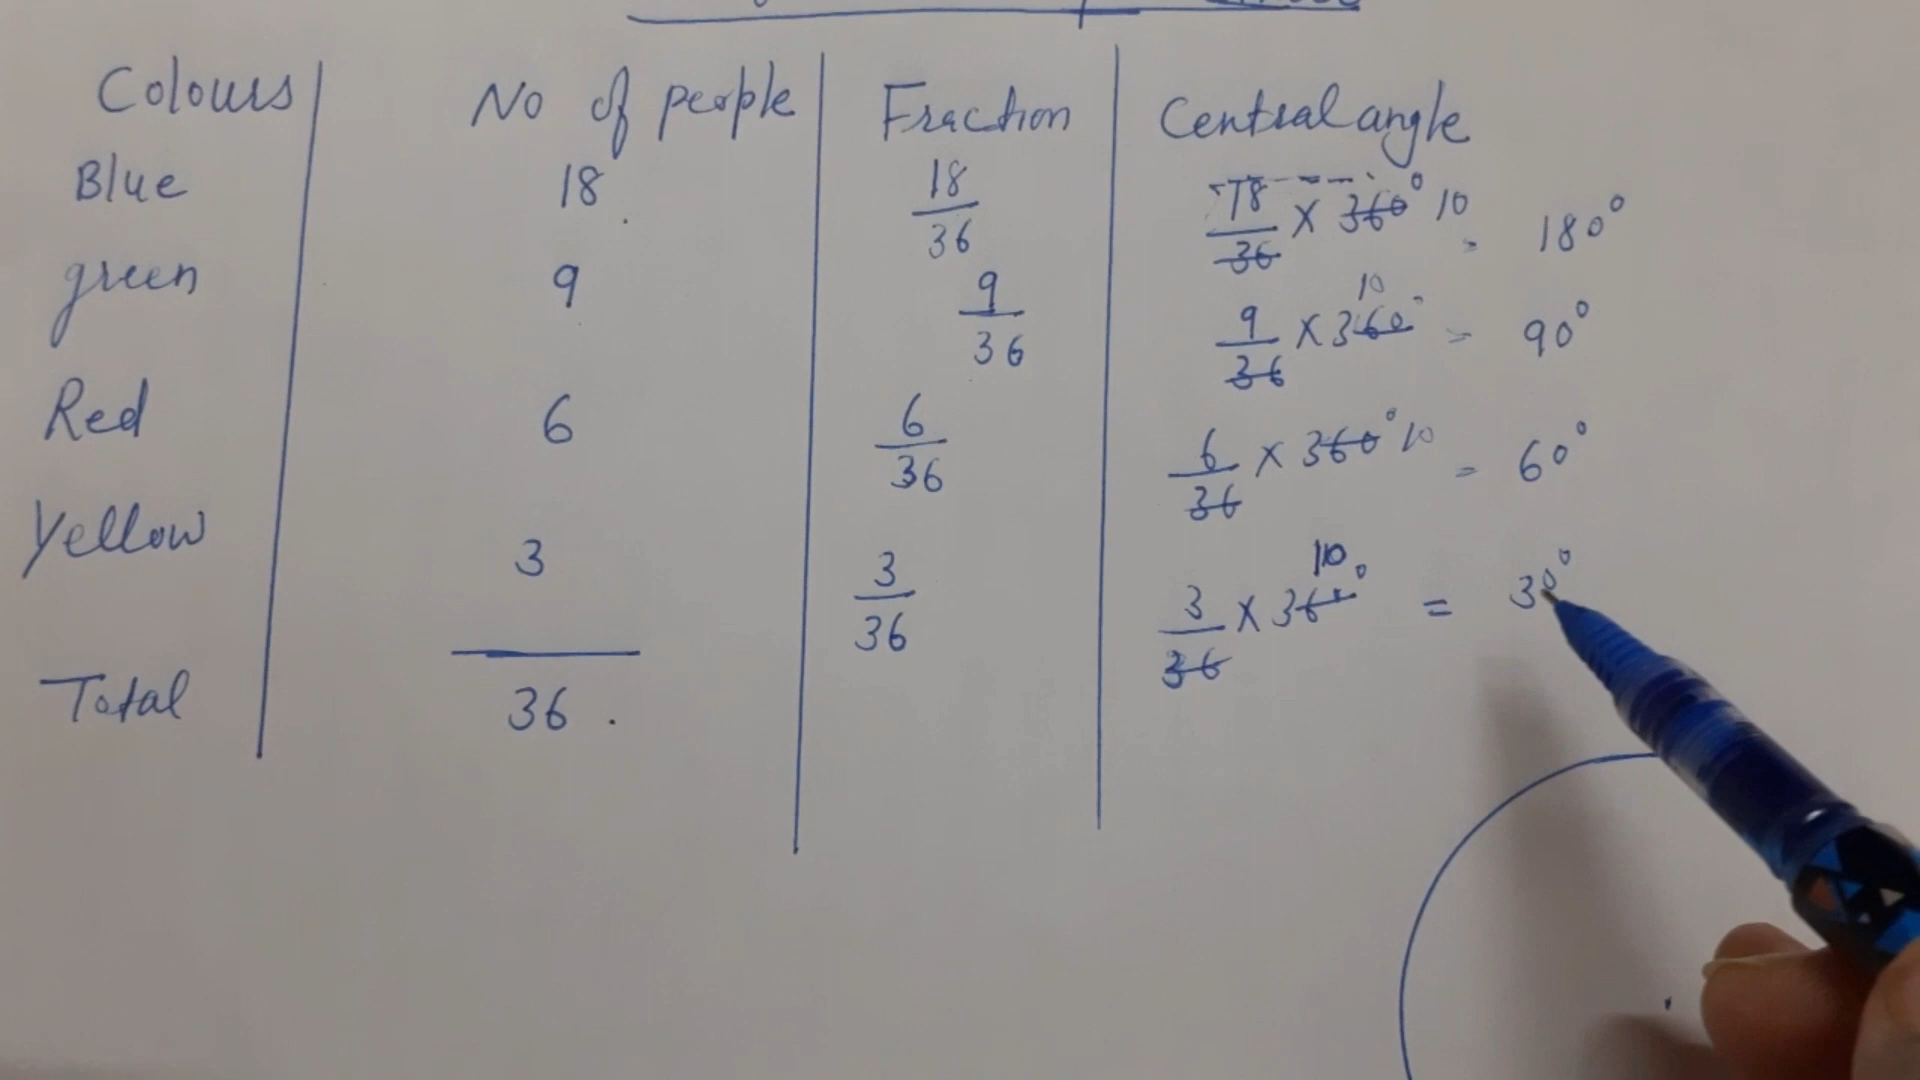 Colours No of people Fraction Central angle
Blue 18 18/36 18/36 × 360° 10 = 180°
green 9 9/36 9/36 × 360° 10 = 90°
Red 6 6/36 6/36 × 360° 10 = 60°
Yellow 3 3/36 3/36 × 360° 10 = 30°
Total 36